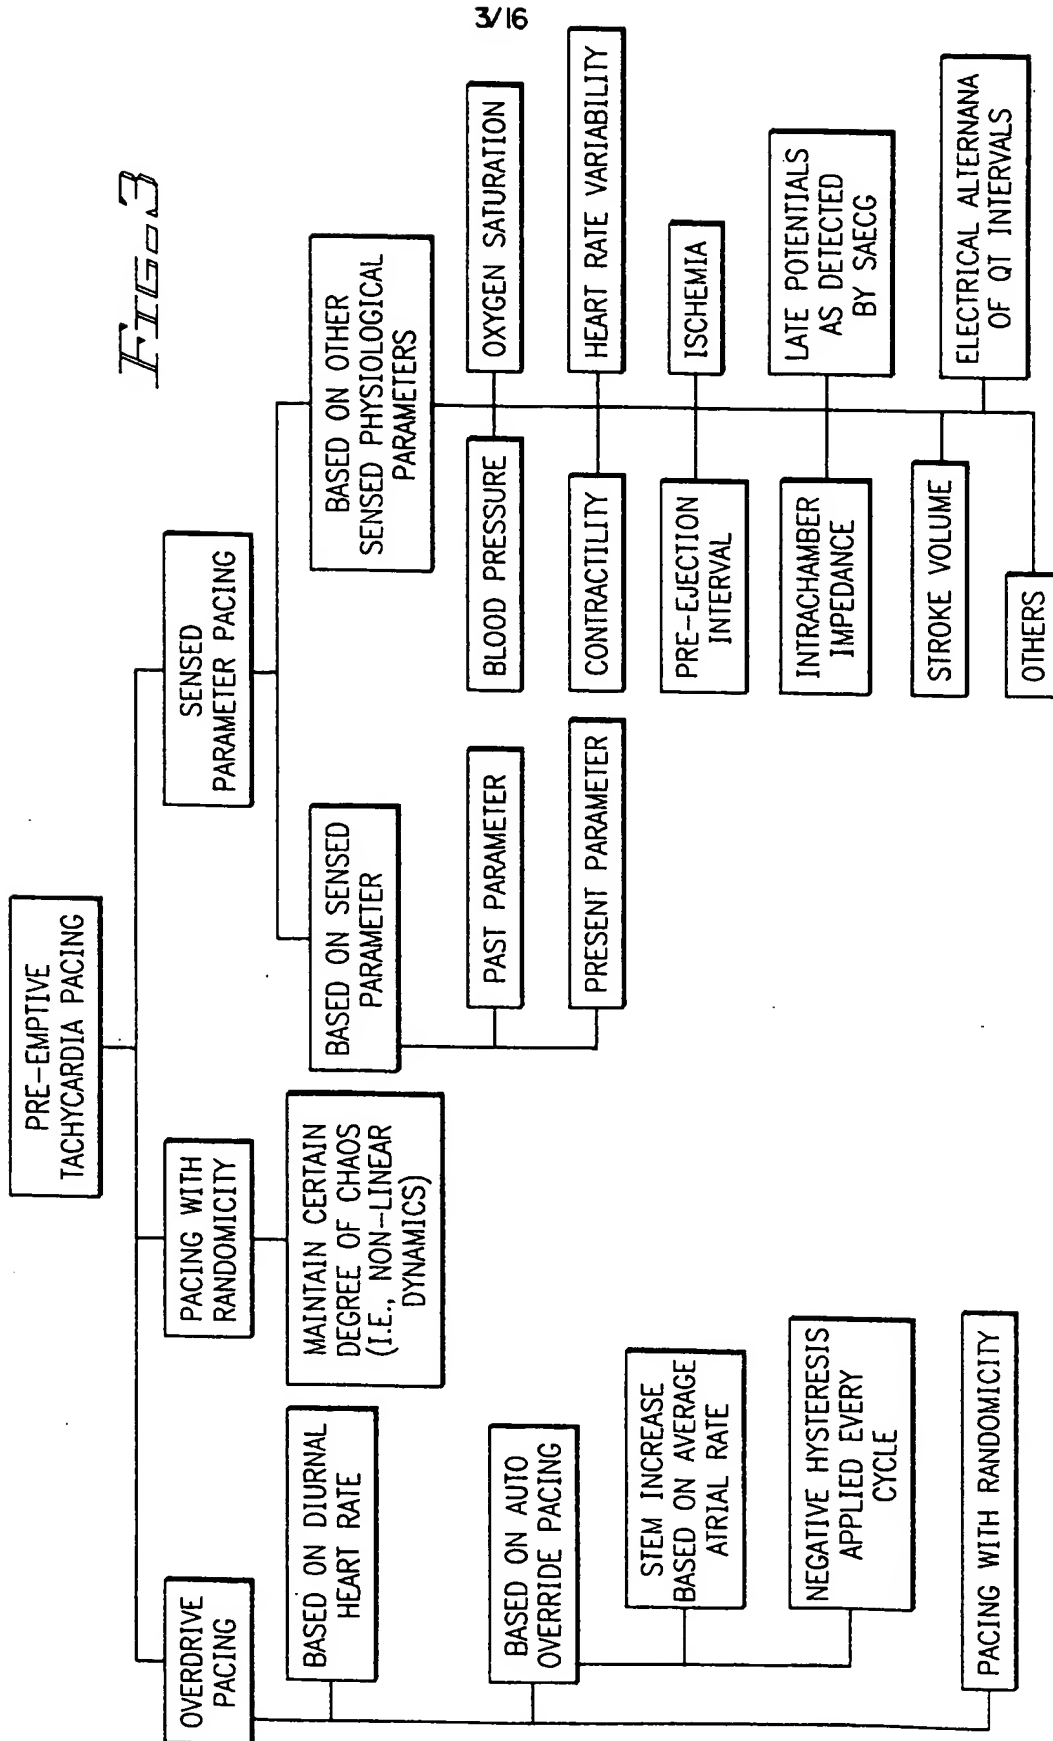 3/16
FIG-3
PRE-EMPTIVE
TACHYCARDIA PACING
OVERDRIVE
PACING
PACING WITH
RANDOMICITY
SENSED
PARAMETER PACING
BASED ON DIURNAL
HEART RATE
BASED ON AUTO
OVERRIDE PACING
STEM INCREASE
BASED ON AVERAGE
ATRIAL RATE
NEGATIVE HYSTERESIS
APPLIED EVERY
CYCLE
PACING WITH RANDOMICITY
MAINTAIN CERTAIN
DEGREE OF CHAOS
(I.E., NON-LINEAR
DYNAMICS)
BASED ON SENSED
PARAMETER
PAST PARAMETER
PRESENT PARAMETER
BASED ON OTHER
SENSED PHYSIOLOGICAL
PARAMETERS
BLOOD PRESSURE
OXYGEN SATURATION
CONTRACTILITY
HEART RATE VARIABILITY
PRE-EJECTION
INTERVAL
ISCHEMIA
INTRACHAMBER
IMPEDANCE
LATE POTENTIALS
AS DETECTED
BY SAECG
STROKE VOLUME
ELECTRICAL ALTERNANA
OF QT INTERVALS
OTHERS